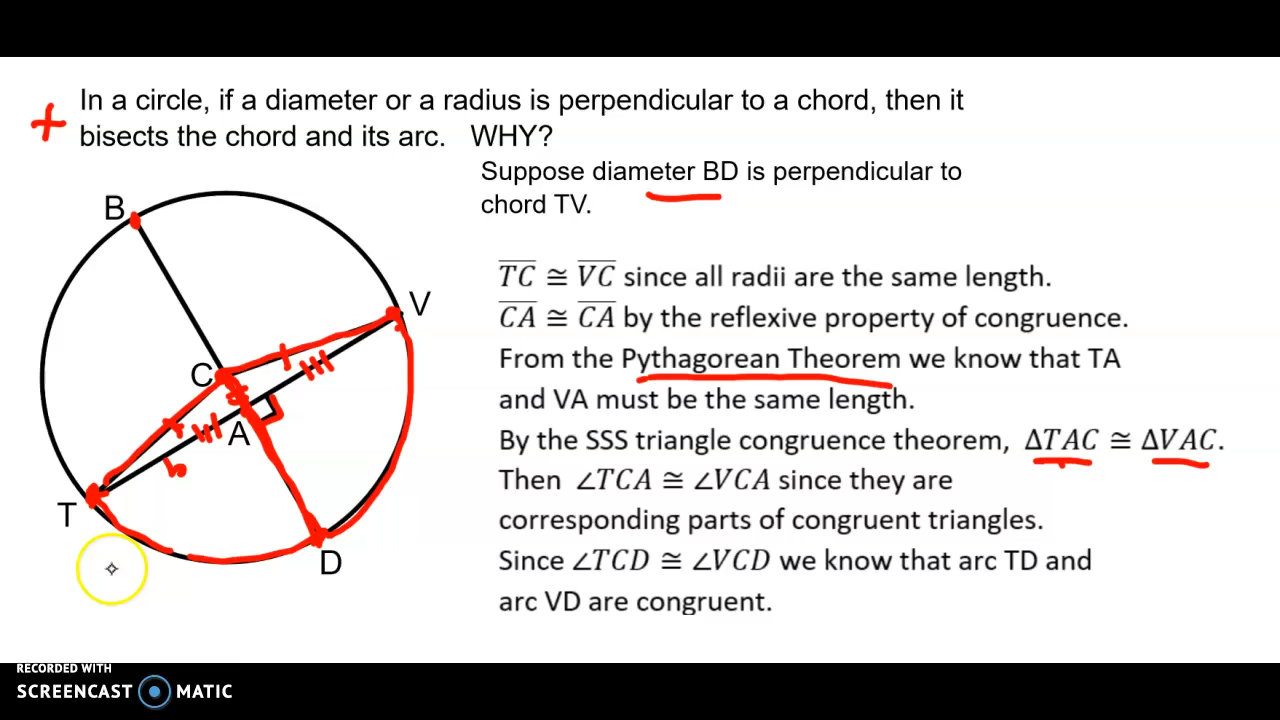 In a circle, if a diameter or a radius is perpendicular to a chord, then it
bisects the chord and its arc. WHY?
Suppose diameter BD is perpendicular to
chord TV.
B
V
C
A
T
D
T̅C̅ ≅ V̅C̅ since all radii are the same length.
C̅A̅ ≅ C̅A̅ by the reflexive property of congruence.
From the Pythagorean Theorem we know that TA
and VA must be the same length.
By the SSS triangle congruence theorem, ΔTAC ≅ ΔVAC.
Then ∠TCA ≅ ∠VCA since they are
corresponding parts of congruent triangles.
Since ∠TCD ≅ ∠VCD we know that arc TD and
arc VD are congruent.
RECORDED WITH
SCREENCAST MATIC